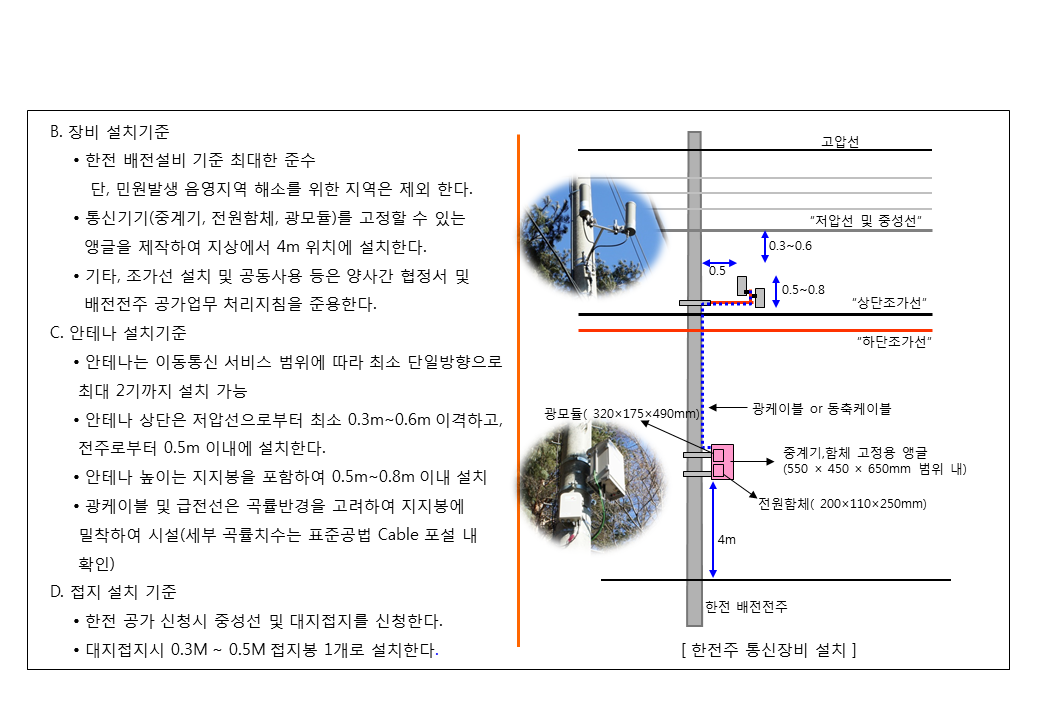 B. 장비 설치기준
• 한전 배전설비 기준 최대한 준수
단, 민원발생 음영지역 해소를 위한 지역은 제외 한다.
• 통신기기(중계기, 전원함체, 광모듈)를 고정할 수 있는
앵글을 제작하여 지상에서 4m 위치에 설치한다.
• 기타, 조가선 설치 및 공동사용 등은 양사간 협정서 및
배전전주 공가업무 처리지침을 준용한다.
C. 안테나 설치기준
• 안테나는 이동통신 서비스 범위에 따라 최소 단일방향으로
최대 2기까지 설치 가능
• 안테나 상단은 저압선으로부터 최소 0.3m~0.6m 이격하고,
전주로부터 0.5m 이내에 설치한다.
• 안테나 높이는 지지봉을 포함하여 0.5m~0.8m 이내 설치
• 광케이블 및 급전선은 곡률반경을 고려하여 지지봉에
밀착하여 시설(세부 곡률치수는 표준공법 Cable 포설 내
확인)
D. 접지 설치 기준
• 한전 공가 신청시 중성선 및 대지접지를 신청한다.
• 대지접지시 0.3M ~ 0.5M 접지봉 1개로 설치한다.
고압선
"저압선 및 중성선"
0.3~0.6
0.5
0.5~0.8
"상단조가선"
"하단조가선"
광케이블 or 동축케이블
광모듈( 320×175×490mm)
중계기,함체 고정용 앵글
(550 × 450 × 650mm 범위 내)
전원함체( 200×110×250mm)
4m
한전 배전전주
[ 한전주 통신장비 설치 ]